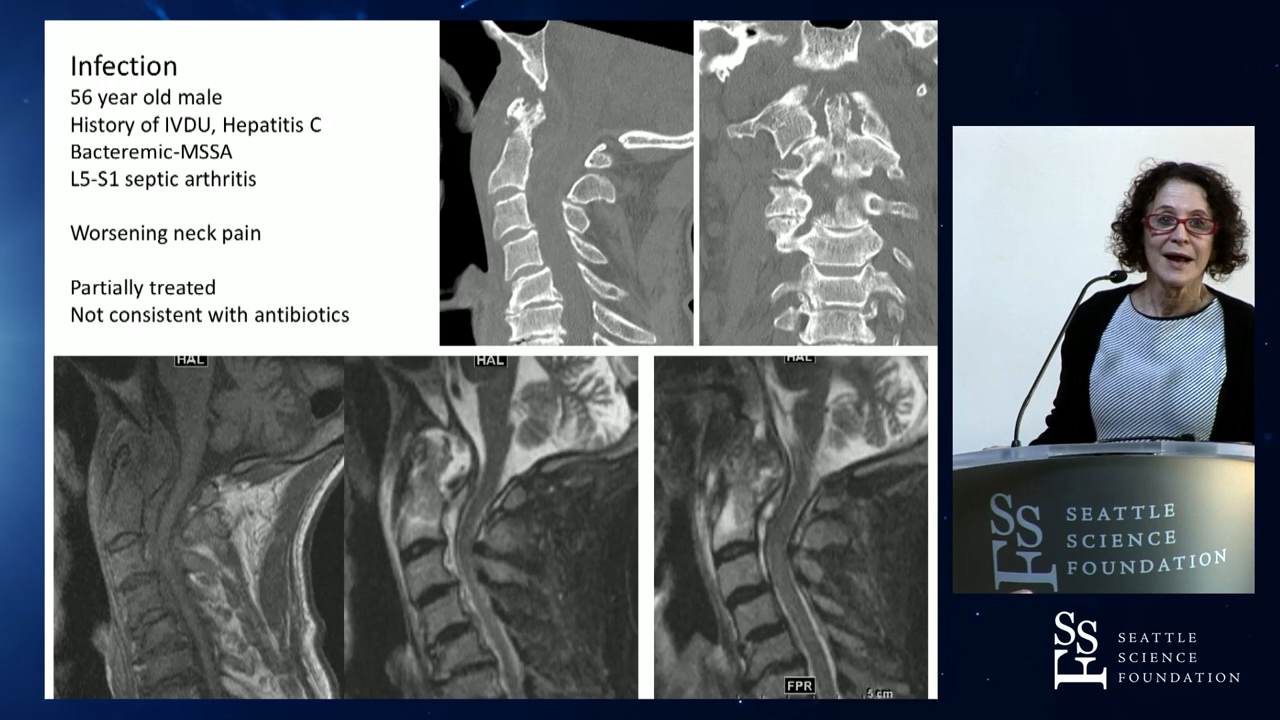 Infection
56 year old male
History of IVDU, Hepatitis C
Bacteremic-MSSA
L5-S1 septic arthritis
Worsening neck pain
Partially treated
Not consistent with antibiotics
HAL
HAL
HAL
FPR
5 cm
SSF
SEATTLE
SCIENCE
FOUNDATION
SSF
SEATTLE
SCIENCE
FOUNDATION